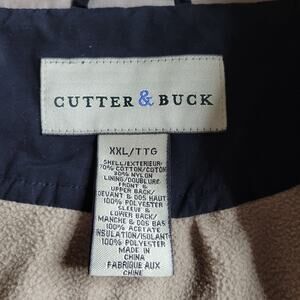 CUTTER & BUCK
XXL/TTG
SHELL/EXTERIEUR:
70% COTTON/COTON
30% NYLON
LINING/DOUBLURE
FRONT &
UPPER BACK/
DEVANT & DOS HAUT
100% POLYESTER
SLEEVE &
LOWER BACK/
MANCHE & DOS BAS
100% ACETATE
INSULATION/ISOLANT
100% POLYESTER
MADE IN
CHINA
FABRIQUE AUX
CHINE